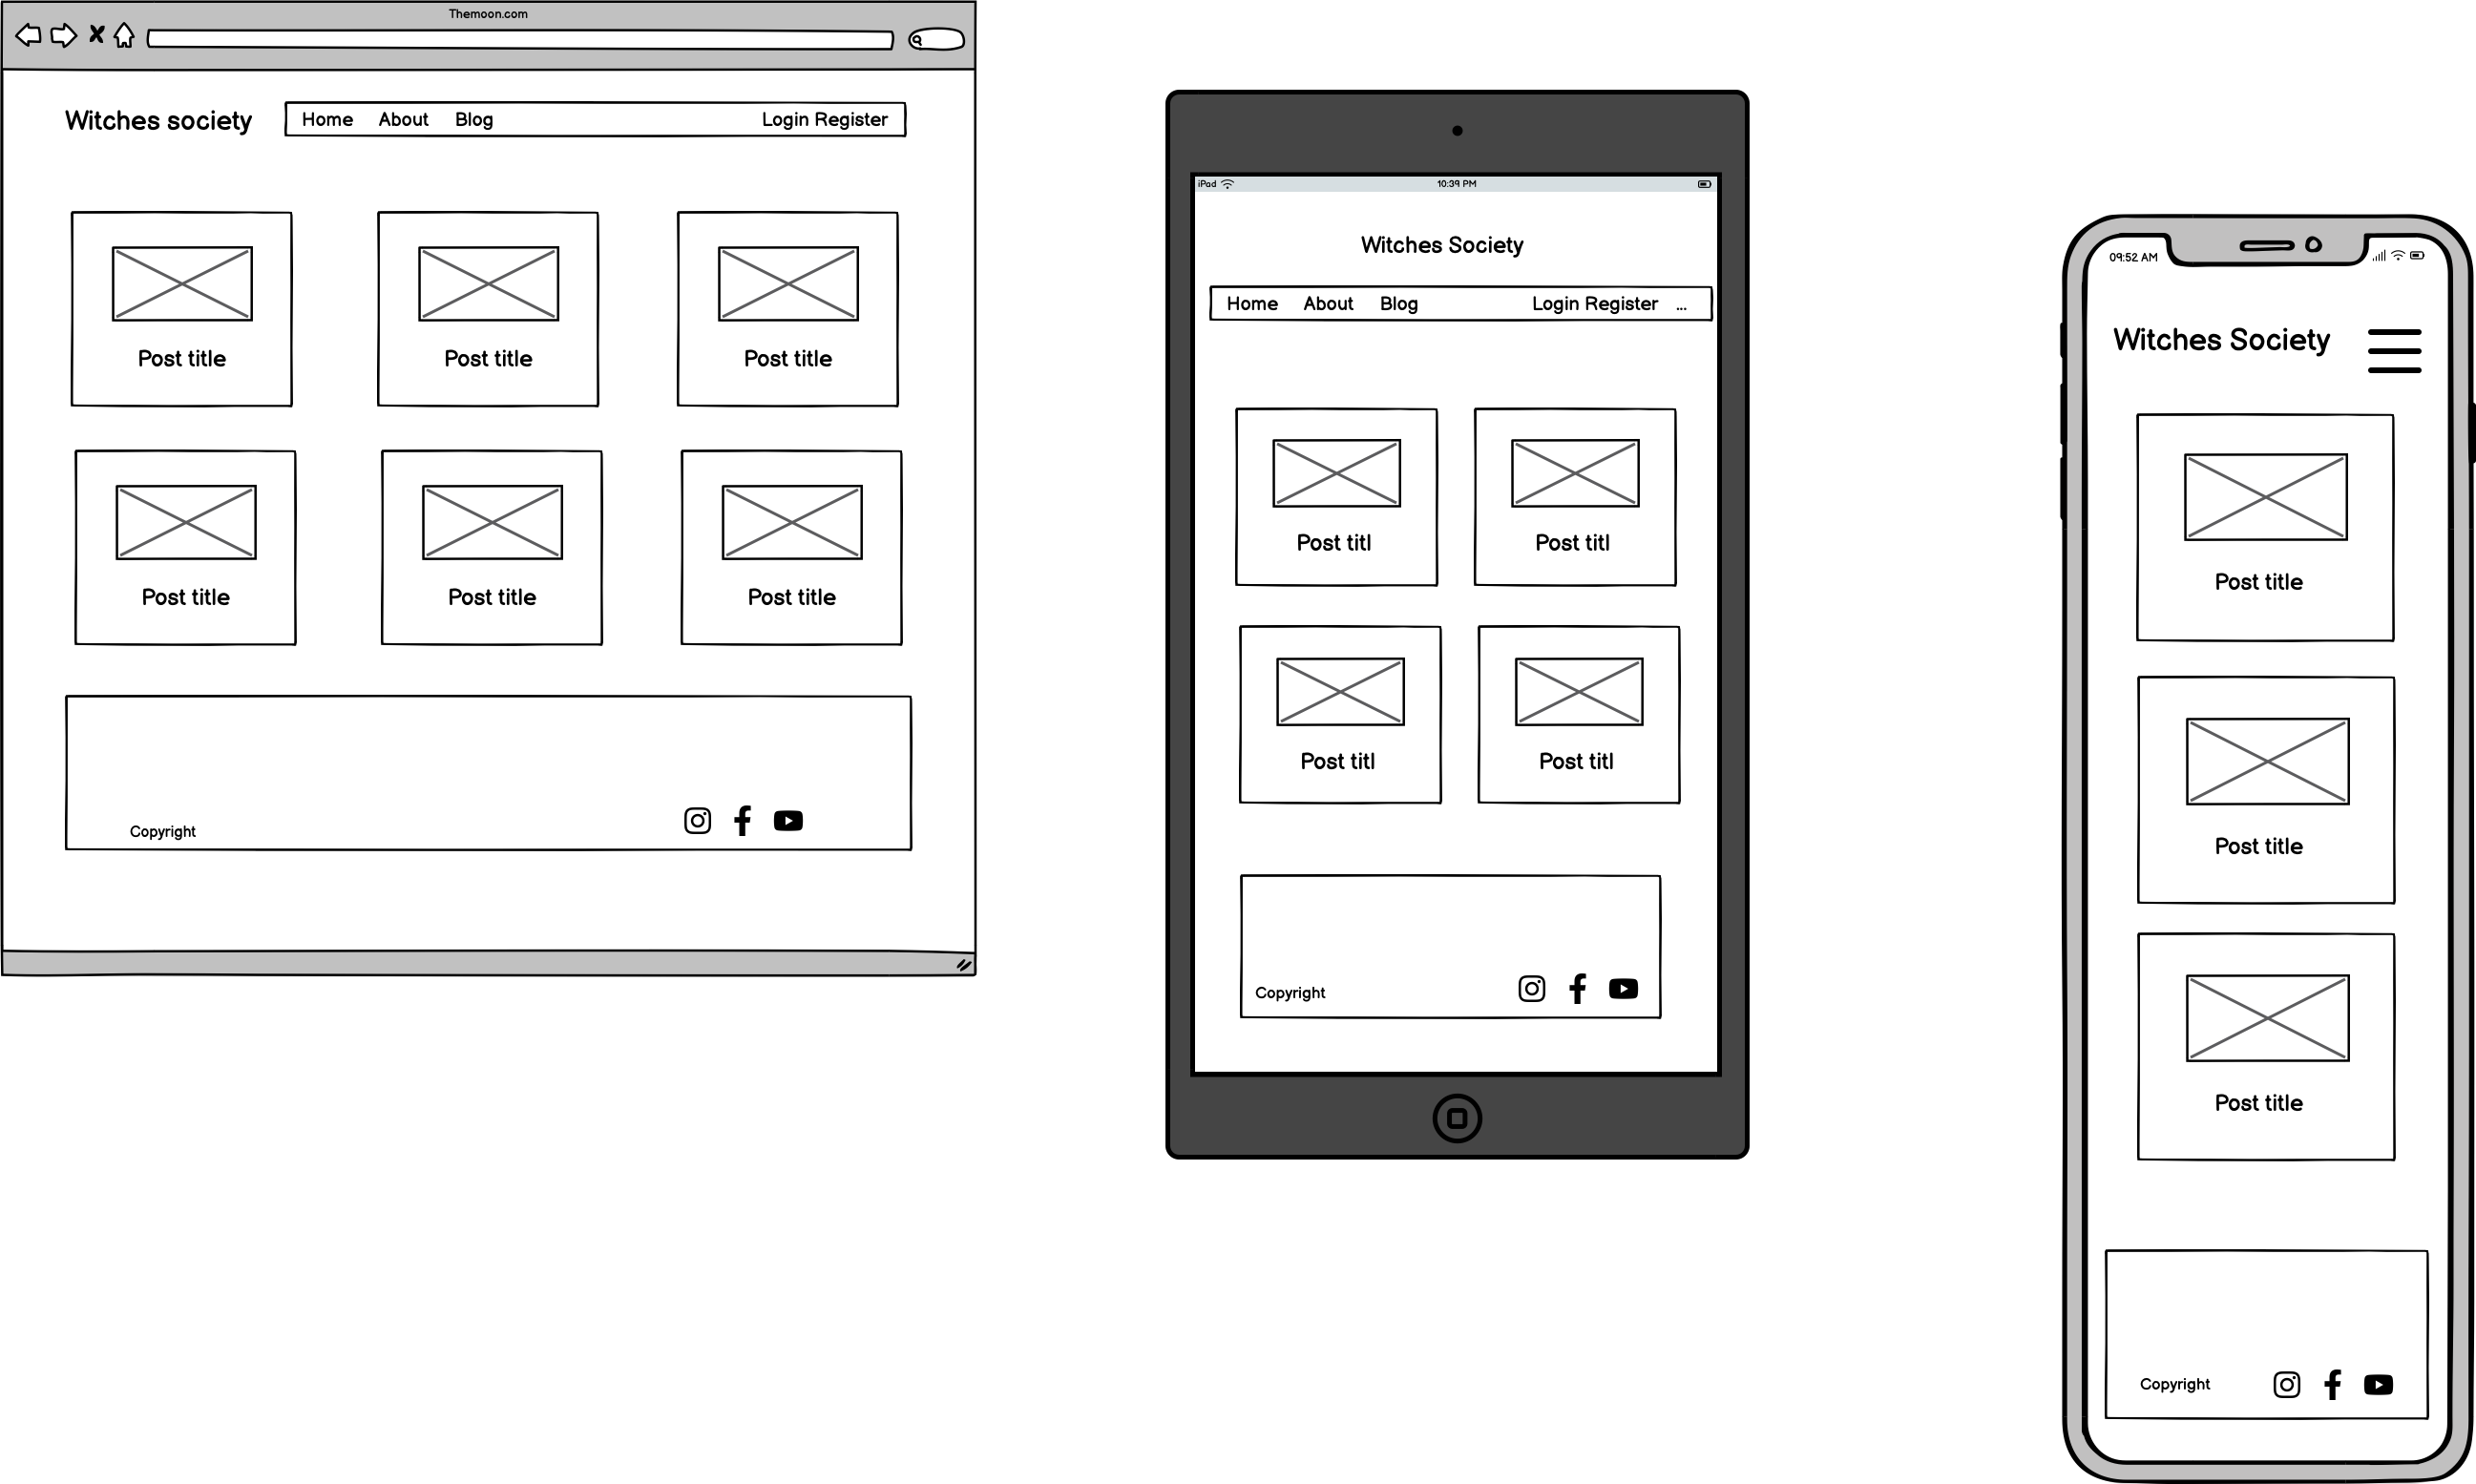 Themoon.com
Witches society
Home About Blog Login Register
Post title Post title Post title
Post title Post title Post title
Copyright
iPad 10:39 PM
Witches Society
Home About Blog Login Register ...
Post titl Post titl
Post titl Post titl
Copyright
09:52 AM
Witches Society
Post title
Post title
Post title
Copyright